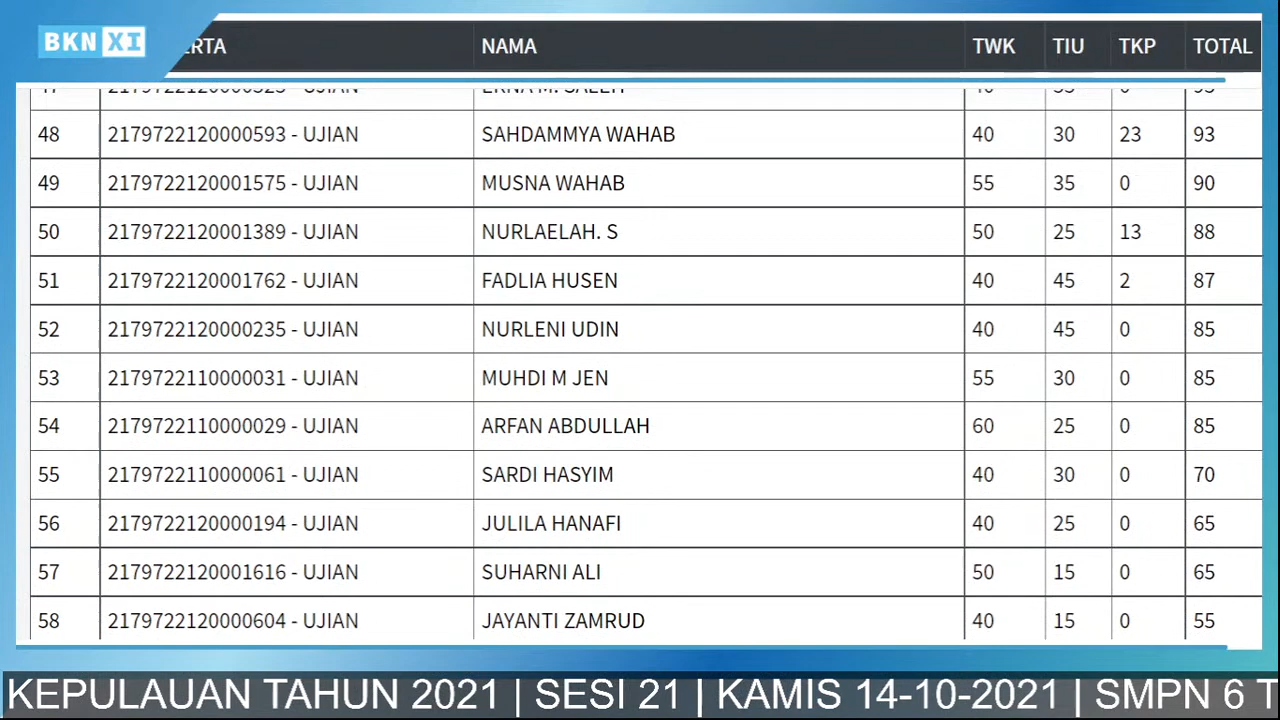 BKN XI
ERTA NAMA TWK TIU TKP TOTAL
48 2179722120000593 - UJIAN SAHDAMMYA WAHAB 40 30 23 93
49 2179722120001575 - UJIAN MUSNA WAHAB 55 35 0 90
50 2179722120001389 - UJIAN NURLAELAH. S 50 25 13 88
51 2179722120001762 - UJIAN FADLIA HUSEN 40 45 2 87
52 2179722120000235 - UJIAN NURLENI UDIN 40 45 0 85
53 2179722110000031 - UJIAN MUHDI M JEN 55 30 0 85
54 2179722110000029 - UJIAN ARFAN ABDULLAH 60 25 0 85
55 2179722110000061 - UJIAN SARDI HASYIM 40 30 0 70
56 2179722120000194 - UJIAN JULILA HANAFI 40 25 0 65
57 2179722120001616 - UJIAN SUHARNI ALI 50 15 0 65
58 2179722120000604 - UJIAN JAYANTI ZAMRUD 40 15 0 55
KEPULAUAN TAHUN 2021 | SESI 21 | KAMIS 14-10-2021 | SMPN 6 T